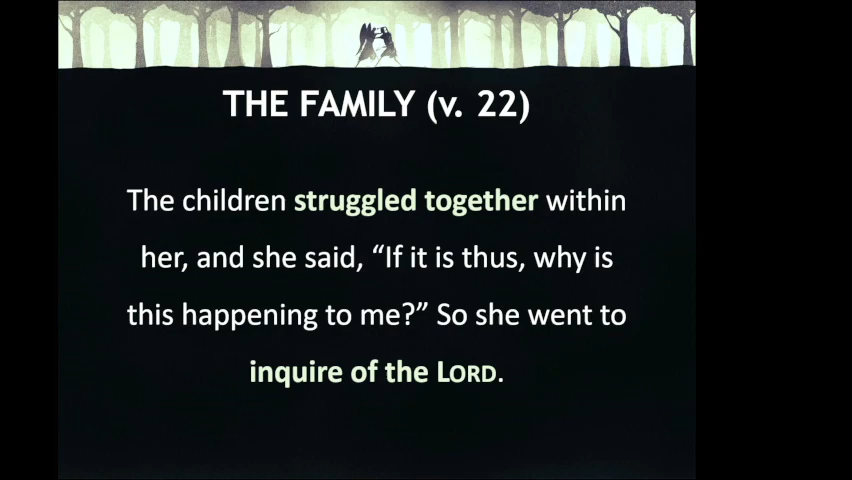 THE FAMILY (v. 22)
The children struggled together within
her, and she said, “If it is thus, why is
this happening to me?” So she went to
inquire of the LORD.